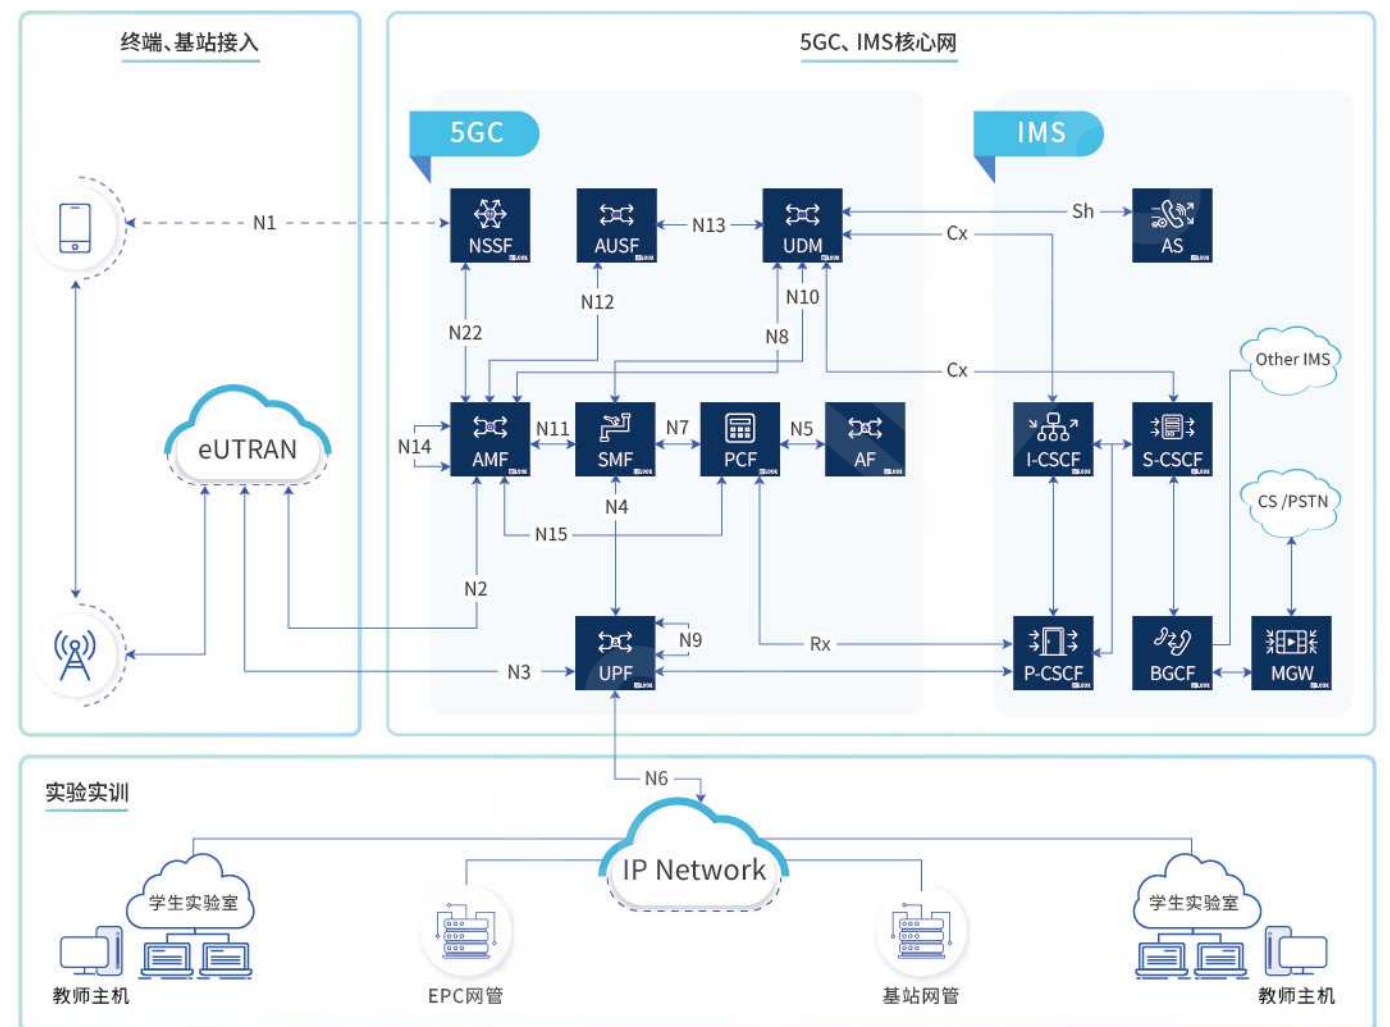 终端、基站接入
5GC、IMS核心网
5GC
IMS
N1
NSSF
AUSF
N13
UDM
Sh
AS
Cx
N12
N10
N22
N8
Other IMS
Cx
eUTRAN
N14
AMF
N11
SMF
N7
PCF
N5
AF
I-CSCF
S-CSCF
CS /PSTN
N4
N15
N2
UPF
N9
Rx
N3
P-CSCF
BGCF
MGW
N6
实验实训
IP Network
学生实验室
学生实验室
教师主机
EPC网管
基站网管
教师主机